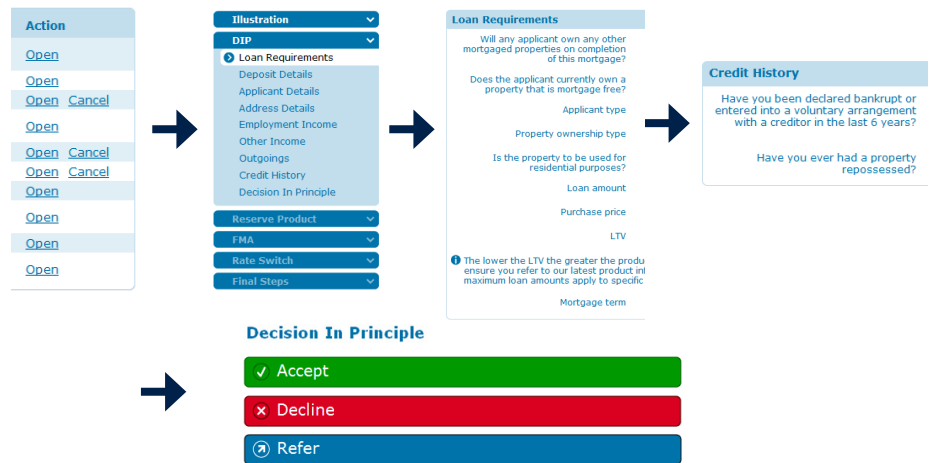 Action
Open
Open
Open Cancel
Open
Open Cancel
Open Cancel
Open
Open
Open
Open
Illustration
DIP
Loan Requirements
Deposit Details
Applicant Details
Address Details
Employment Income
Other Income
Outgoings
Credit History
Decision In Principle
Reserve Product
FMA
Rate Switch
Final Steps
Loan Requirements
Will any applicant own any other
mortgaged properties on completion
of this mortgage?
Does the applicant currently own a
property that is mortgage free?
Applicant type
Property ownership type
Is the property to be used for
residential purposes?
Loan amount
Purchase price
LTV
The lower the LTV the greater the produ
ensure you refer to our latest product in
maximum loan amounts apply to specific
Mortgage term
Credit History
Have you been declared bankrupt or
entered into a voluntary arrangement
with a creditor in the last 6 years?
Have you ever had a property
repossessed?
Decision In Principle
Accept
Decline
Refer